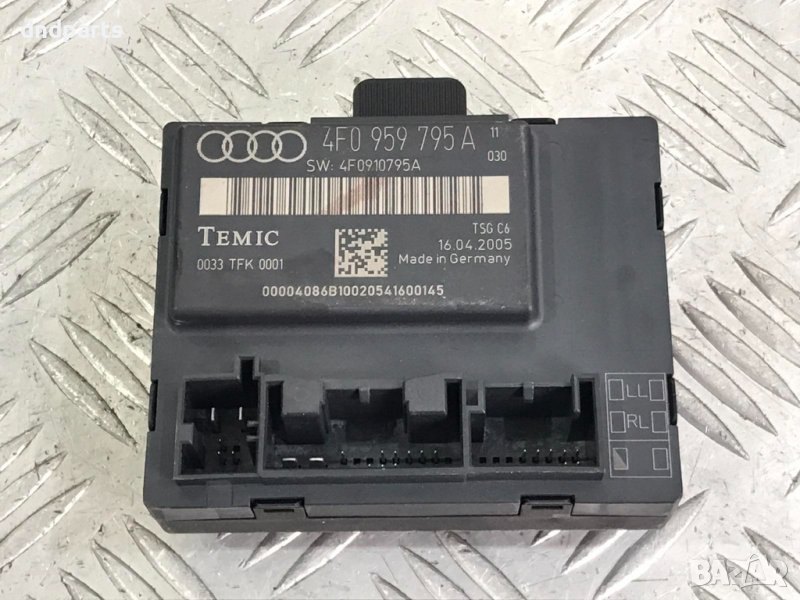 dndparts
4F0 959 795 A 11
030
SW: 4F0910795A
TEMIC
TSG C6
16.04.2005
0033 TFK 0001
Made in Germany
00004086B10020541600145
LL
RL
BAZAR